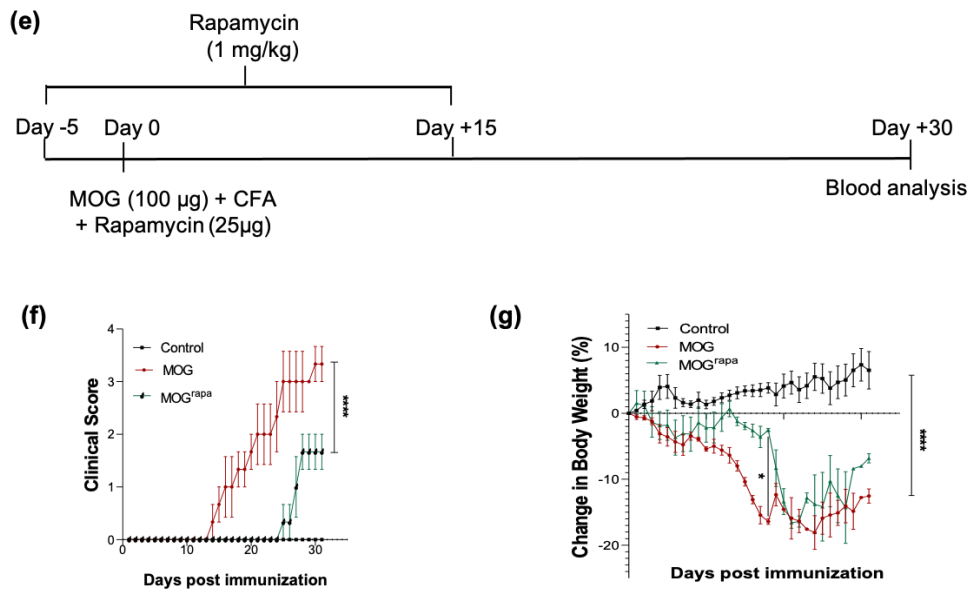 (e)
Rapamycin
(1 mg/kg)
Day -5 Day 0 Day +15 Day +30
MOG (100 µg) + CFA
+ Rapamycin (25µg)
Blood analysis
(f)
Clinical Score
4
3
2
1
0
Control
MOG
MOGrapa
****
0 10 20 30
Days post immunization
(g)
Change in Body Weight (%)
10
0
-10
-20
Control
MOG
MOGrapa
*
****
Days post immunization